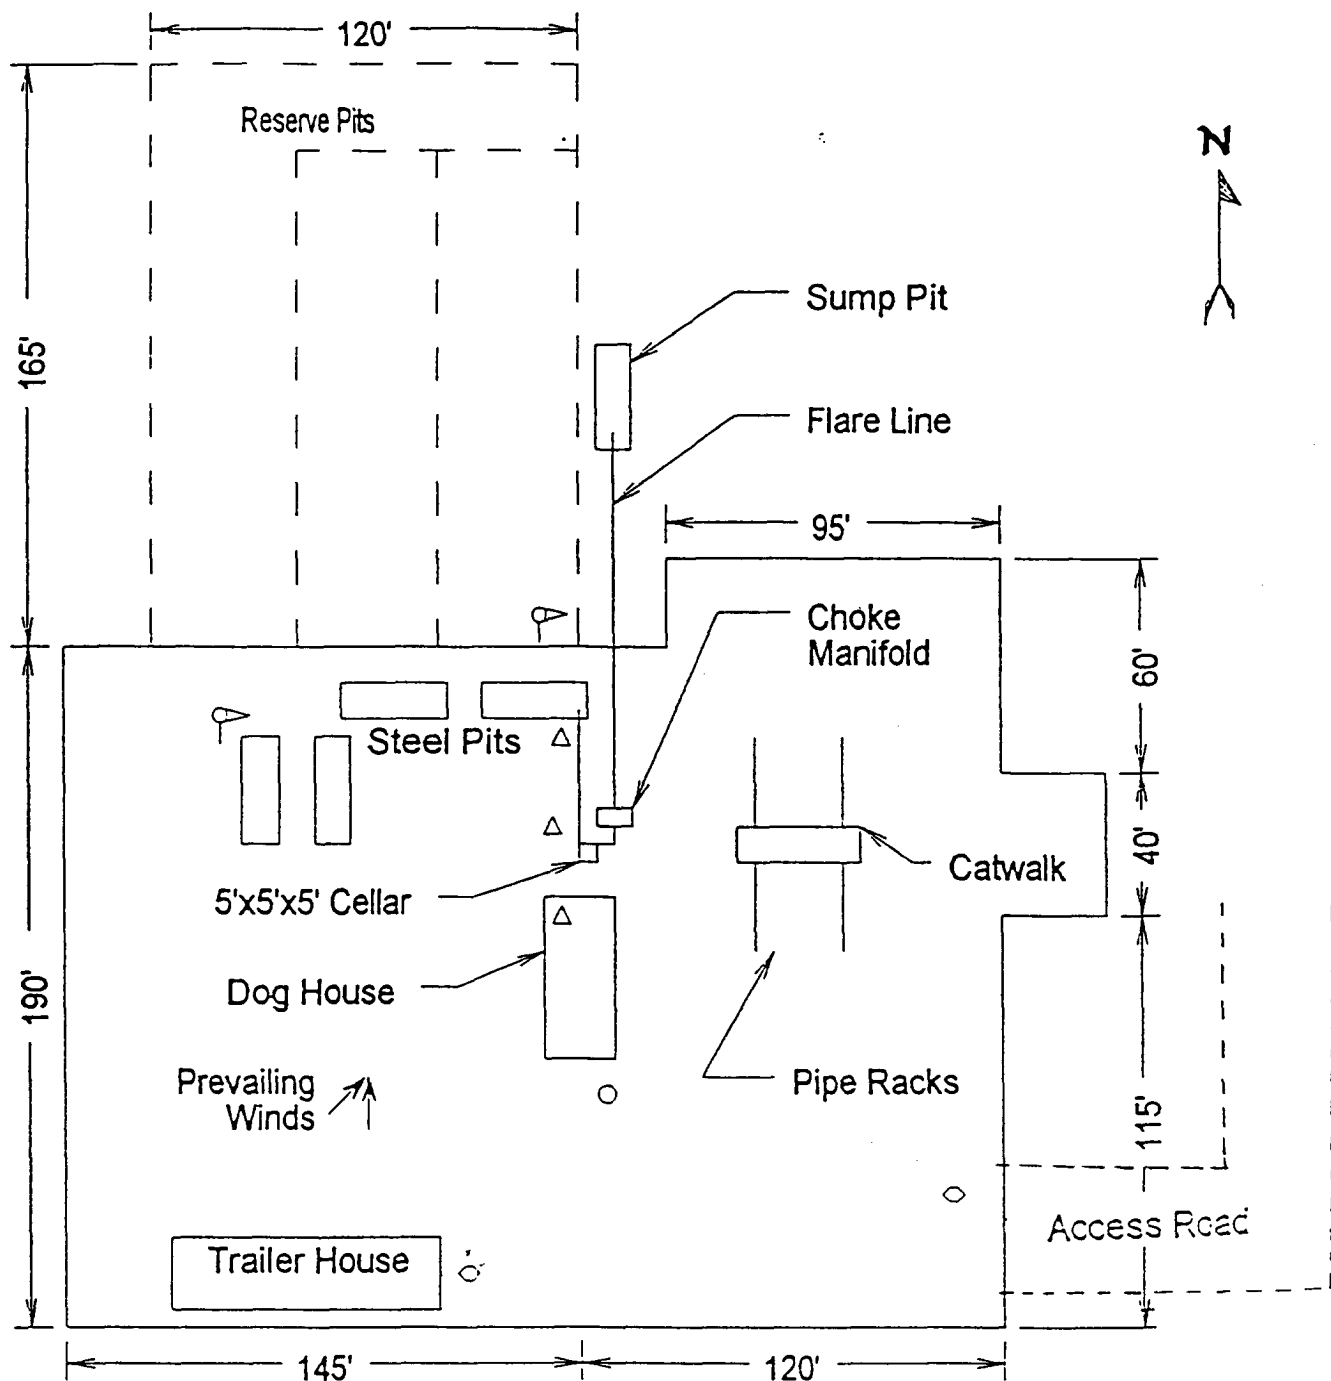 120'
Reserve Pits
N
Sump Pit
165'
Flare Line
95'
Choke
Manifold
60'
Steel Pits
40'
Catwalk
5'x5'x5' Cellar
190'
Dog House
Prevailing
Winds
Pipe Racks
115'
Access Road
Trailer House
145'
120'